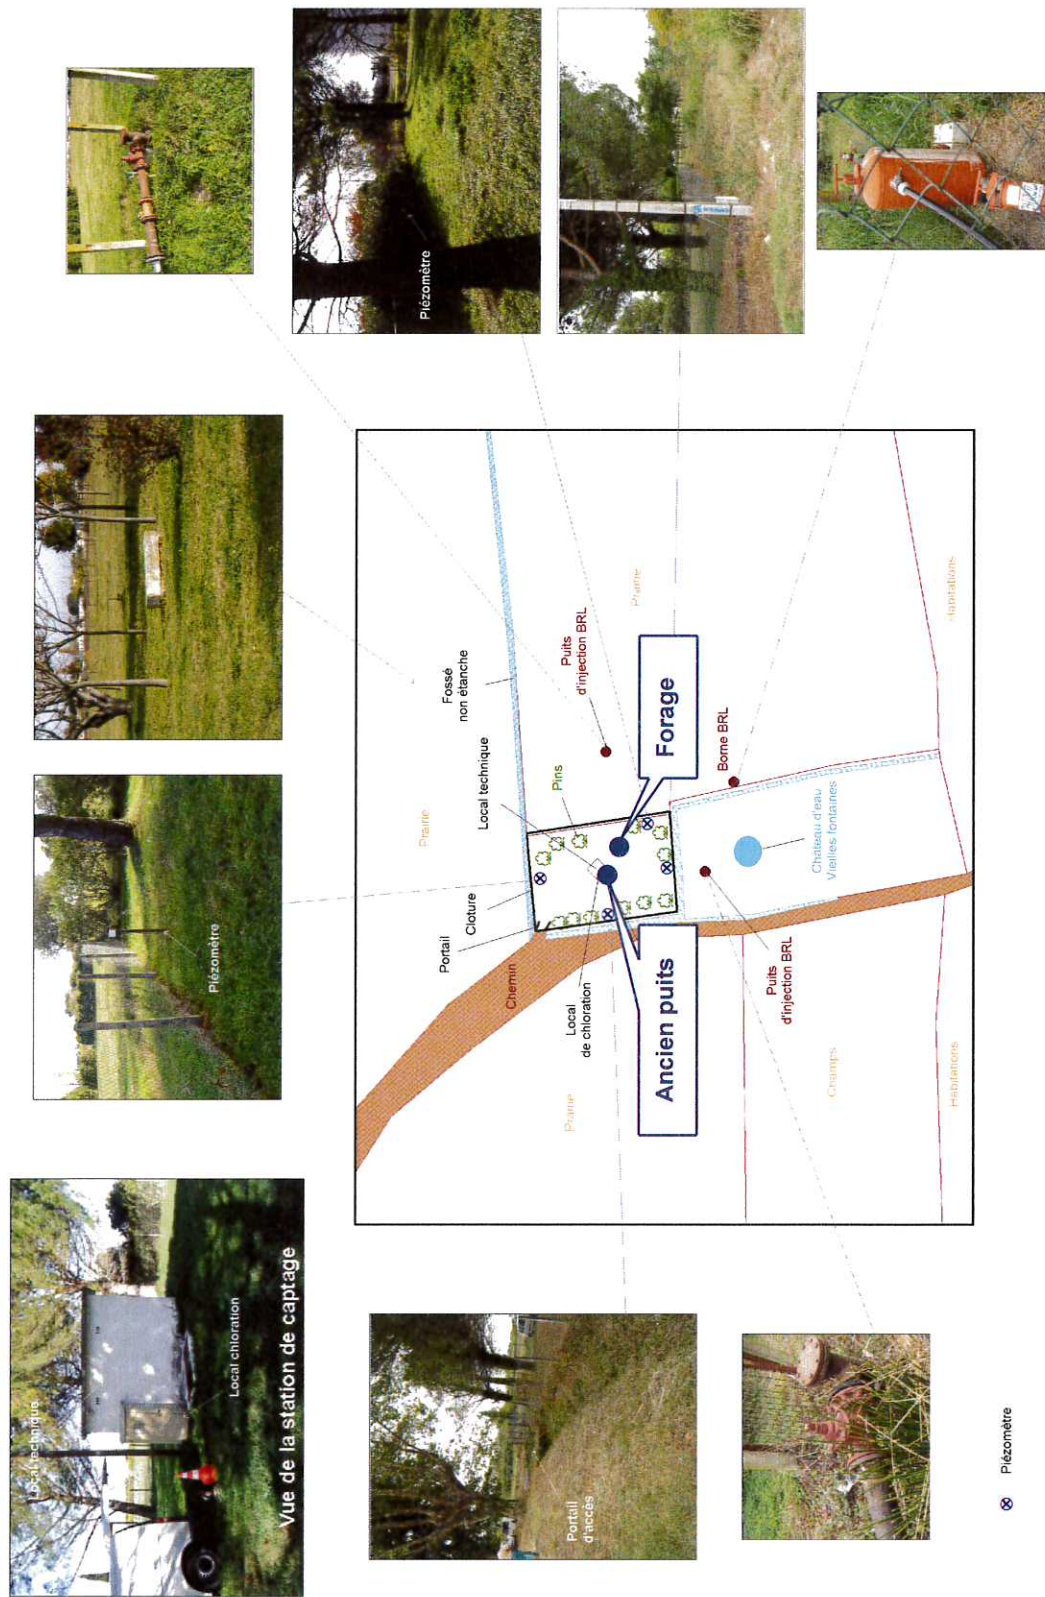 Local technique
Local chloration
Vue de la station de captage
Piézomètre
Piézomètre
Portail
d'accès
Prairie
Fossé
non étanche
Portail
Cloture
Local technique
Pins
Puits
d'injection BRL
Prairie
Chemin
Local
de chloration
Forage
Ancien puits
Prairie
Borne BRL
Puits
d'injection BRL
Château d'eau
Vieilles fontaines
Champs
Habitations
Habitations
Piézomètre